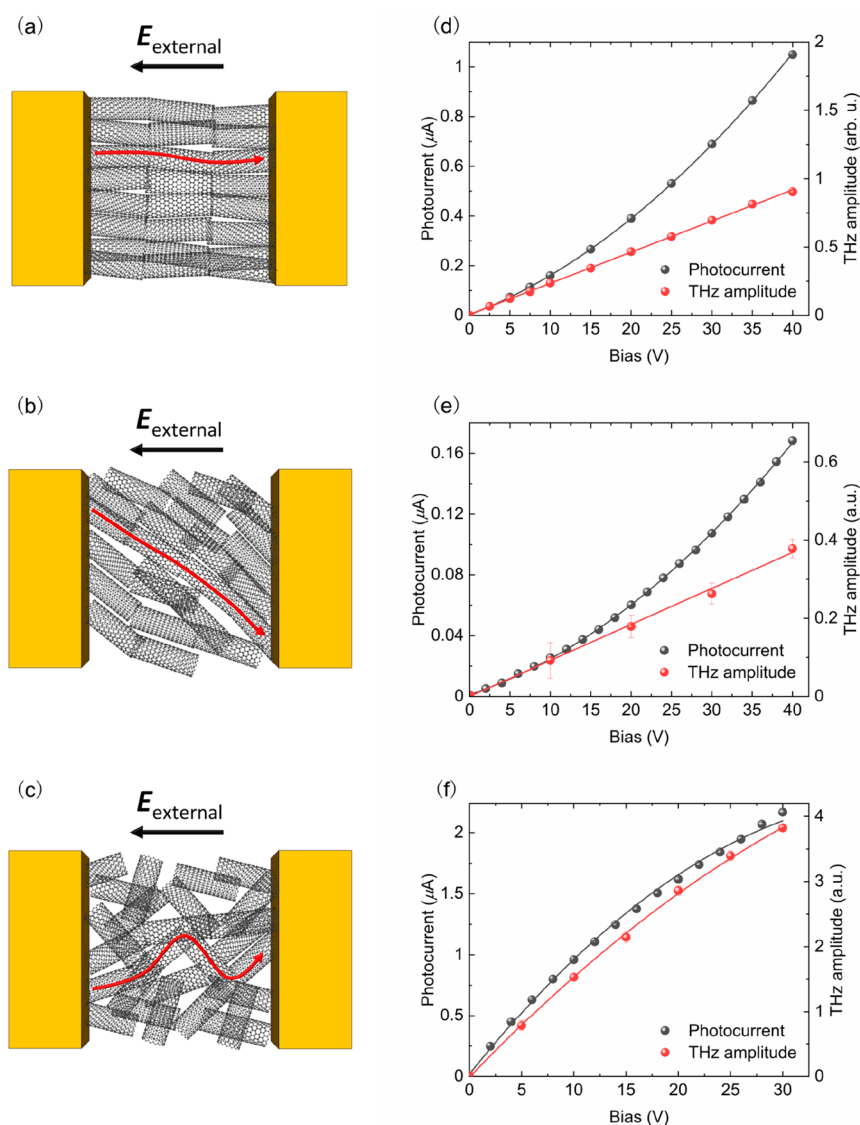 (a)
E external
(d)
2
1
0.8
0.6
0.4
0.2
0
1.5
1
0.5
0
Photourrent (μA)
THz amplitude (arb. u.)
Photocurrent
THz amplitude
0 5 10 15 20 25 30 35 40
Bias (V)
(b)
E external
(e)
0.16
0.12
0.08
0.04
0
0.6
0.4
0.2
0
Photocurrent (μA)
THz amplitude (a.u.)
Photocurrent
THz amplitude
0 5 10 15 20 25 30 35 40
Bias (V)
(c)
E external
(f)
2
1.5
1
0.5
0
4
3
2
1
0
Photocurrent (μA)
THz amplitude (a.u.)
Photocurrent
THz amplitude
0 5 10 15 20 25 30
Bias (V)